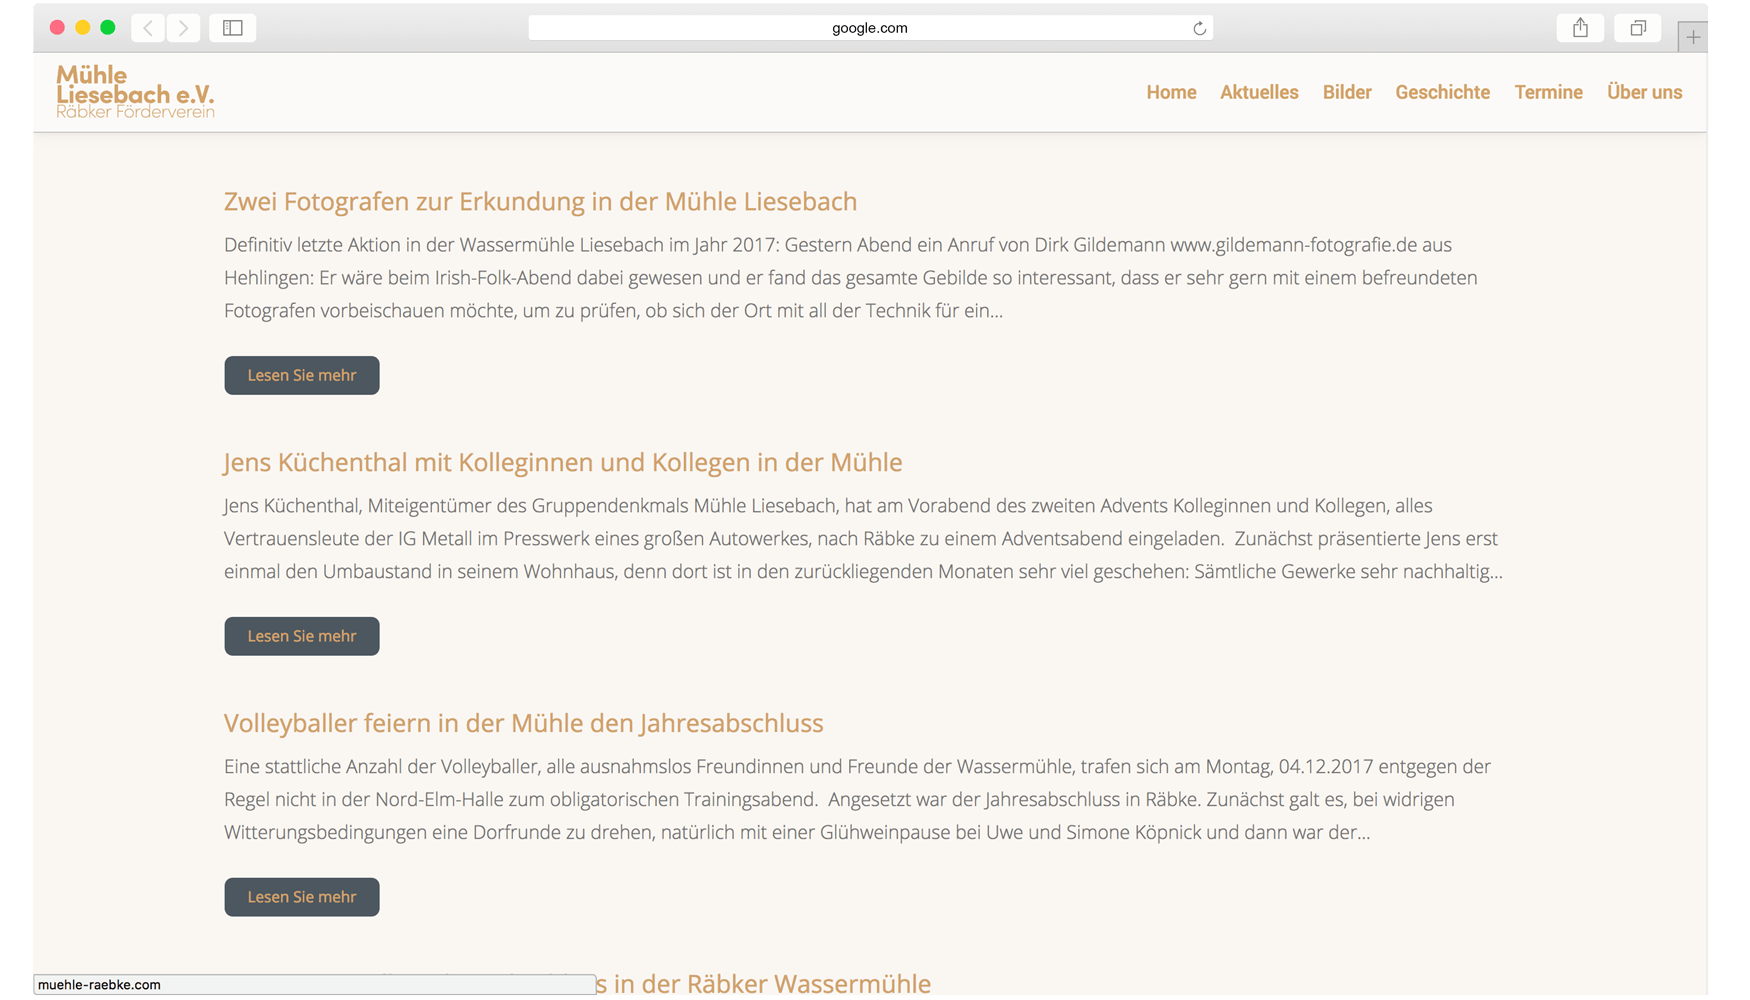 google.com
Mühle
Liesebach e.V.
Räbker Förderverein
Home Aktuelles Bilder Geschichte Termine Über uns
Zwei Fotografen zur Erkundung in der Mühle Liesebach
Definitiv letzte Aktion in der Wassermühle Liesebach im Jahr 2017: Gestern Abend ein Anruf von Dirk Gildemann www.gildemann-fotografie.de aus
Hehlingen: Er wäre beim Irish-Folk-Abend dabei gewesen und er fand das gesamte Gebilde so interessant, dass er sehr gern mit einem befreundeten
Fotografen vorbeischauen möchte, um zu prüfen, ob sich der Ort mit all der Technik für ein...
Lesen Sie mehr
Jens Küchenthal mit Kolleginnen und Kollegen in der Mühle
Jens Küchenthal, Miteigentümer des Gruppendenkmals Mühle Liesebach, hat am Vorabend des zweiten Advents Kolleginnen und Kollegen, alles
Vertrauensleute der IG Metall im Presswerk eines großen Autowerkes, nach Räbke zu einem Adventsabend eingeladen.  Zunächst präsentierte Jens erst
einmal den Umbaustand in seinem Wohnhaus, denn dort ist in den zurückliegenden Monaten sehr viel geschehen: Sämtliche Gewerke sehr nachhaltig...
Lesen Sie mehr
Volleyballer feiern in der Mühle den Jahresabschluss
Eine stattliche Anzahl der Volleyballer, alle ausnahmslos Freundinnen und Freunde der Wassermühle, trafen sich am Montag, 04.12.2017 entgegen der
Regel nicht in der Nord-Elm-Halle zum obligatorischen Trainingsabend.  Angesetzt war der Jahresabschluss in Räbke. Zunächst galt es, bei widrigen
Witterungsbedingungen eine Dorfrunde zu drehen, natürlich mit einer Glühweinpause bei Uwe und Simone Köpnick und dann war der...
Lesen Sie mehr
s in der Räbker Wassermühle
muehle-raebke.com